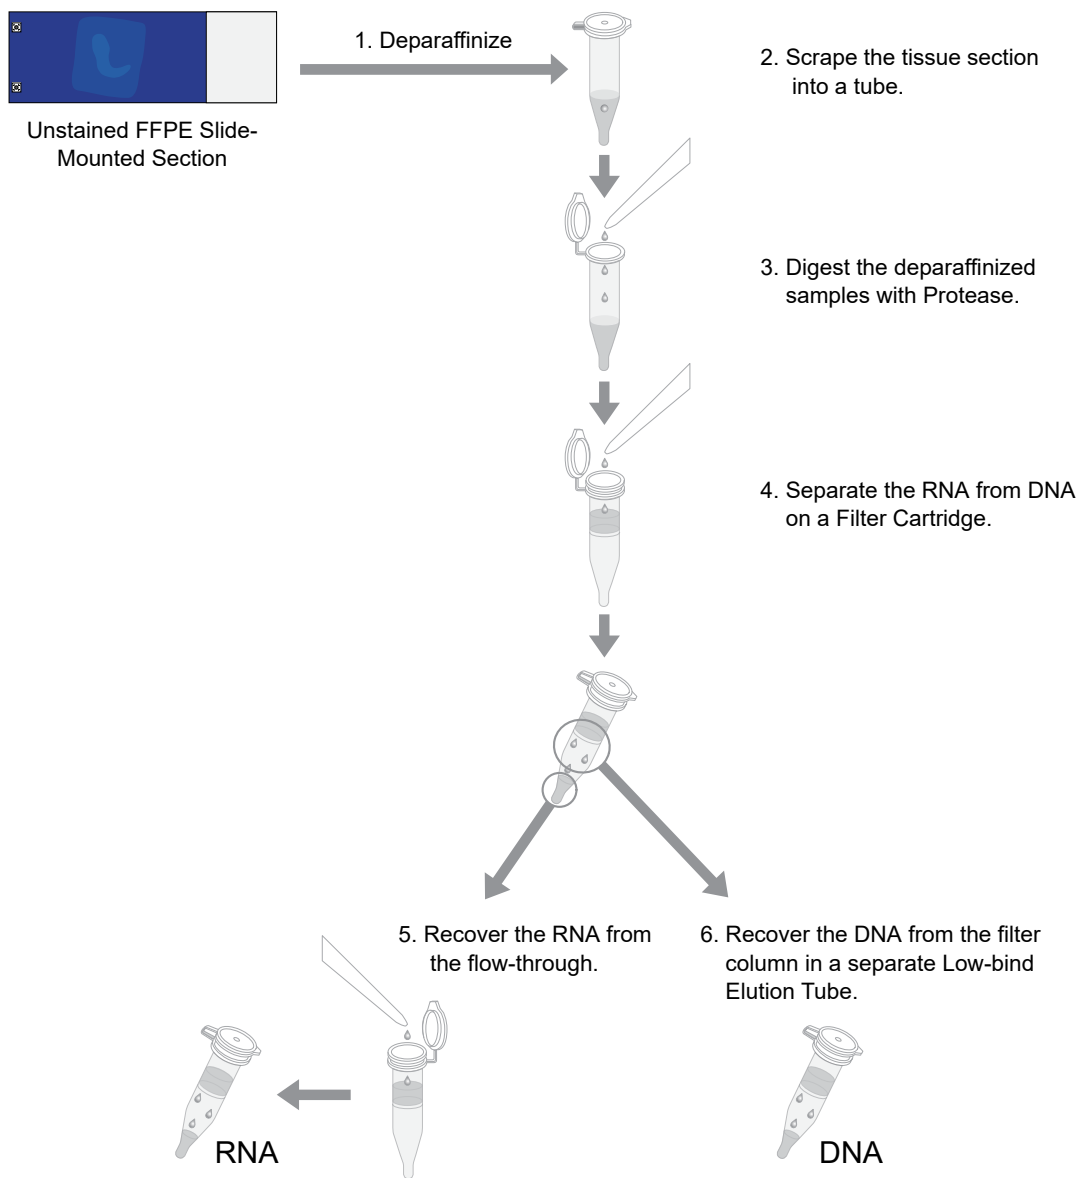 1. Deparaffinize
2. Scrape the tissue section
into a tube.
Unstained FFPE Slide-
Mounted Section
3. Digest the deparaffinized
samples with Protease.
4. Separate the RNA from DNA
on a Filter Cartridge.
5. Recover the RNA from
the flow-through.
6. Recover the DNA from the filter
column in a separate Low-bind
Elution Tube.
RNA
DNA